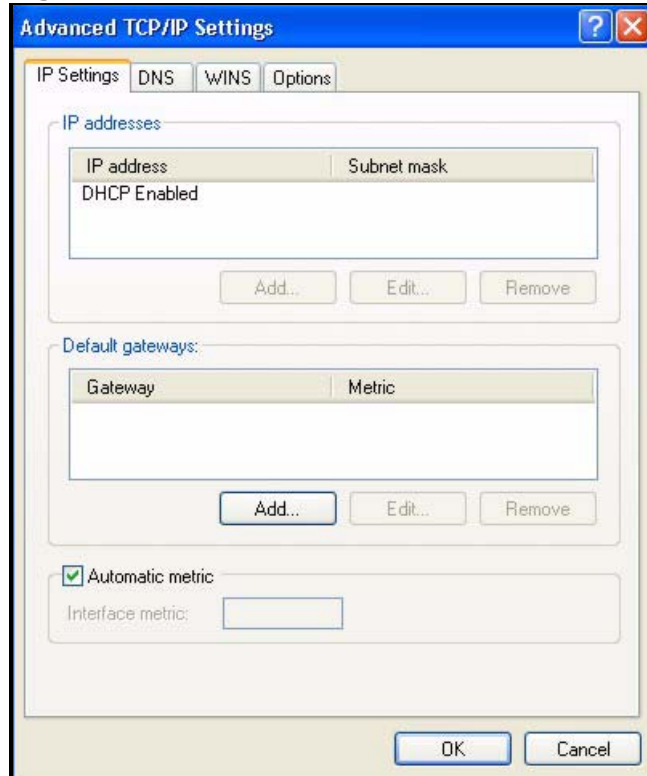 Advanced TCP/IP Settings
IP Settings DNS WINS Options
IP addresses
IP address Subnet mask
DHCP Enabled
Add... Edit... Remove
Default gateways:
Gateway Metric
Add... Edit... Remove
Automatic metric
Interface metric:
OK Cancel